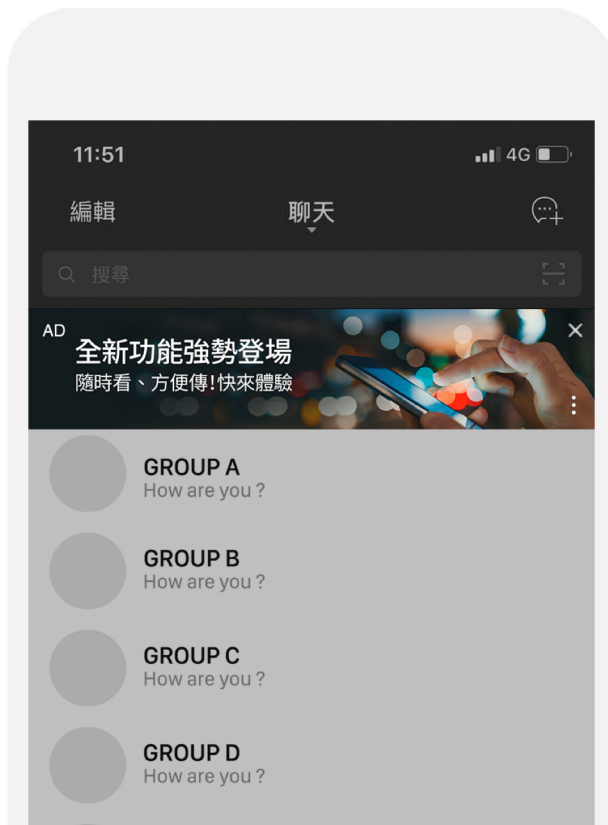 11:51 4G
編輯 聊天
搜尋
AD
全新功能強勢登場
隨時看、方便傳!快來體驗
GROUP A
How are you ?
GROUP B
How are you ?
GROUP C
How are you ?
GROUP D
How are you ?